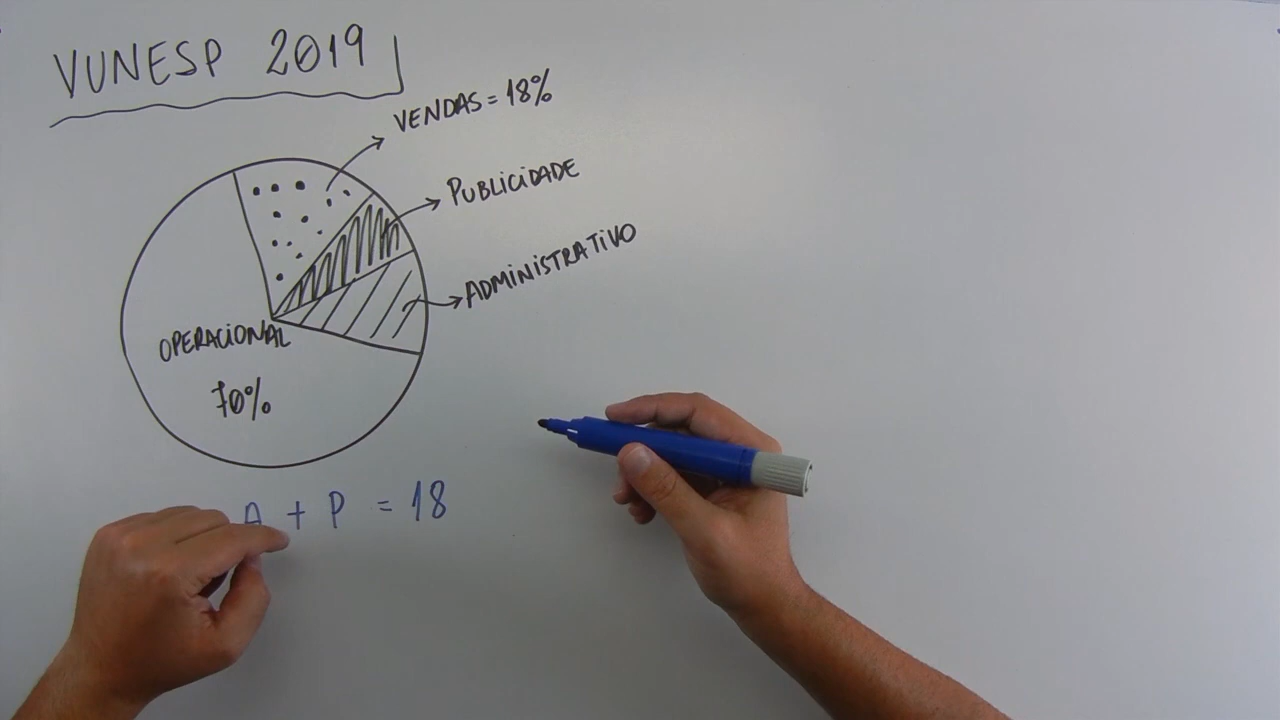 VUNESP 2019
VENDAS = 18%
PUBLICIDADE
ADMINISTRATIVO
OPERACIONAL
70%
A + P = 18